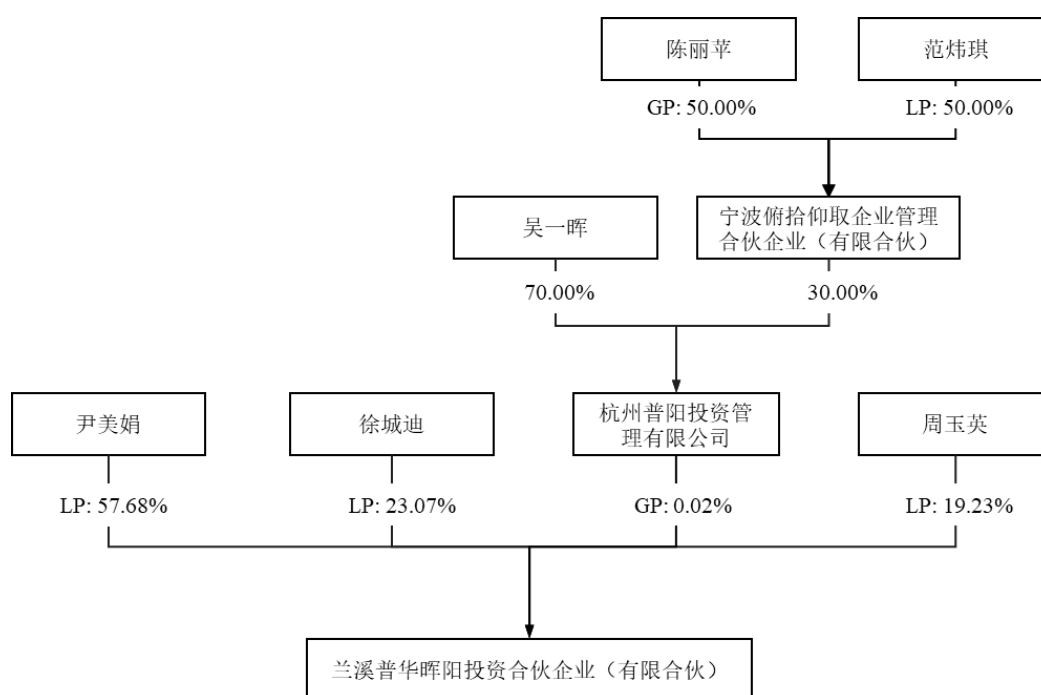 陈丽苹
范炜琪
GP: 50.00%
LP: 50.00%
吴一晖
宁波俯拾仰取企业管理
合伙企业（有限合伙）
70.00%
30.00%
尹美娟
徐城迪
杭州普阳投资管
理有限公司
周玉英
LP: 57.68%
LP: 23.07%
GP: 0.02%
LP: 19.23%
兰溪普华晖阳投资合伙企业（有限合伙）